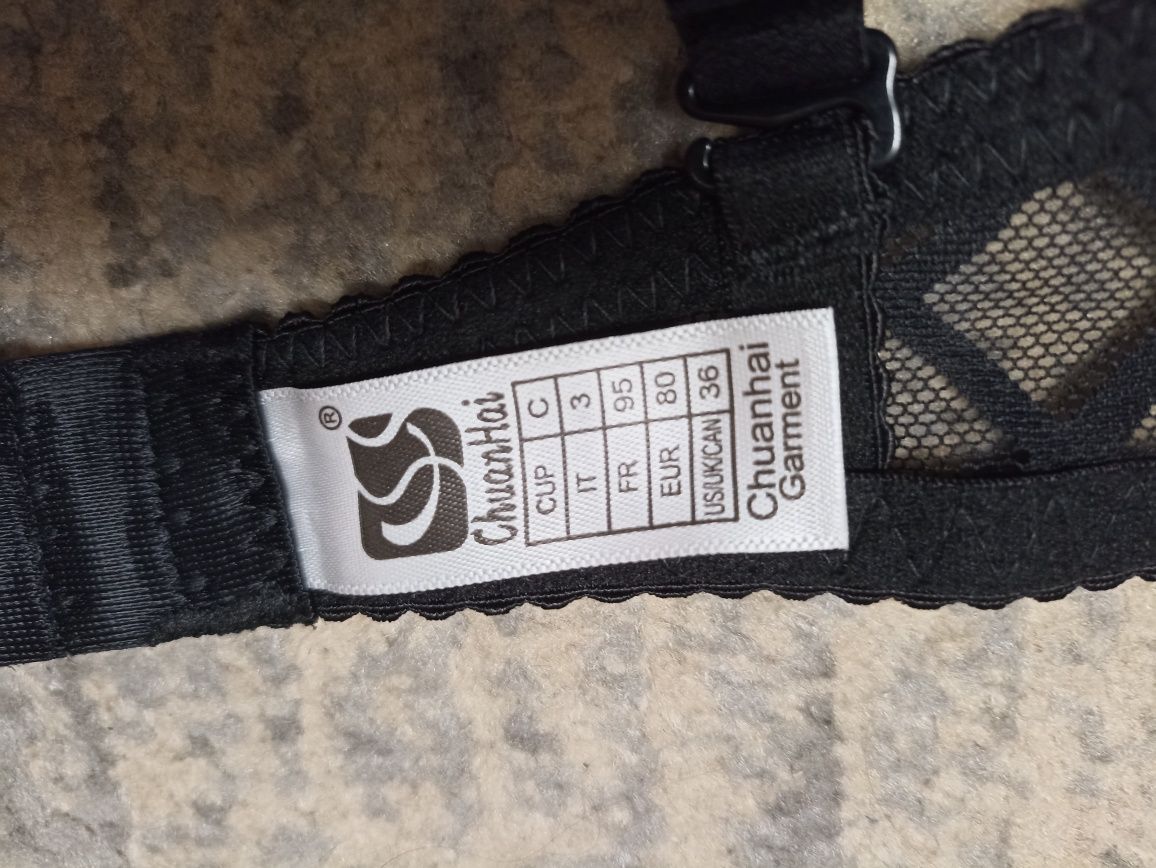 ®
ChuanHai
CUP C
IT 3
FR 95
EUR 80
US/UK/CAN 36
Chuanhai
Garment